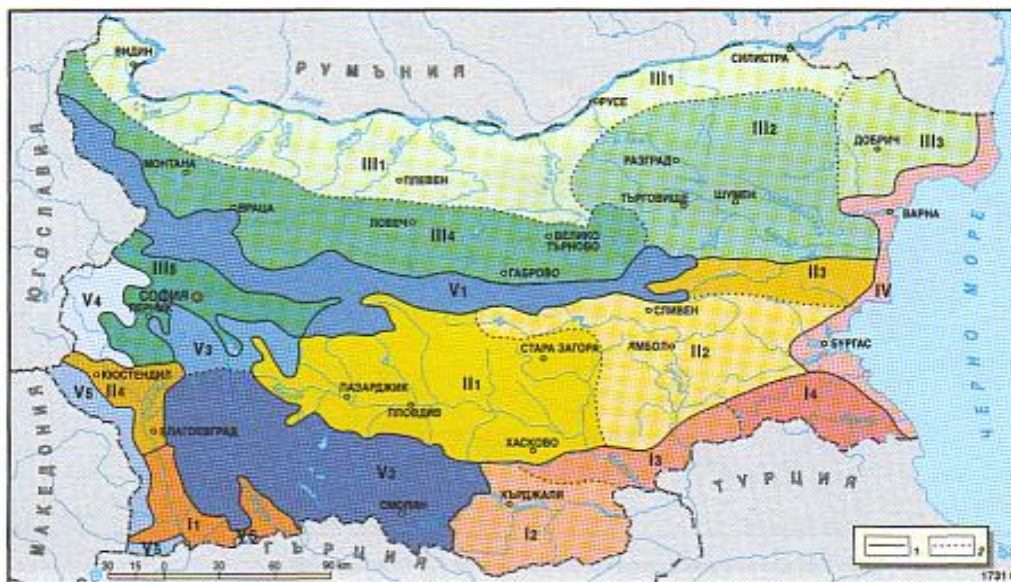 РУМЪНИЯ
ЮГОСЛАВИЯ
МАКЕДОНИЯ
ГЪРЦИЯ
ТУРЦИЯ
ЧЕРНО МОРЕ
ВИДИН
СИЛИСТРА
РУСЕ
III1
III1
III2
III3
ДОБРИЧ
РАЗГРАД
МОНТАНА
ПЛЕВЕН
ТЪРГОВИЩЕ
ШУМЕН
ВАРНА
ВРАЦА
ЛОВЕЧ
III4
ВЕЛИКО
ТЪРНОВО
ГАБРОВО
III5
СОФИЯ
V4
V1
II3
IV
СЛИВЕН
V3
СТАРА ЗАГОРА
ЯМБОЛ
II2
БУРГАС
КЮСТЕНДИЛ
V5
II4
II1
ПАЗАРДЖИК
ПЛОВДИВ
I4
БЛАГОЕВГРАД
ХАСКОВО
V2
I3
КЪРДЖАЛИ
СМОЛЯН
I1
I2
V5
V5
30 0 30 60 90 km
1 2
1731